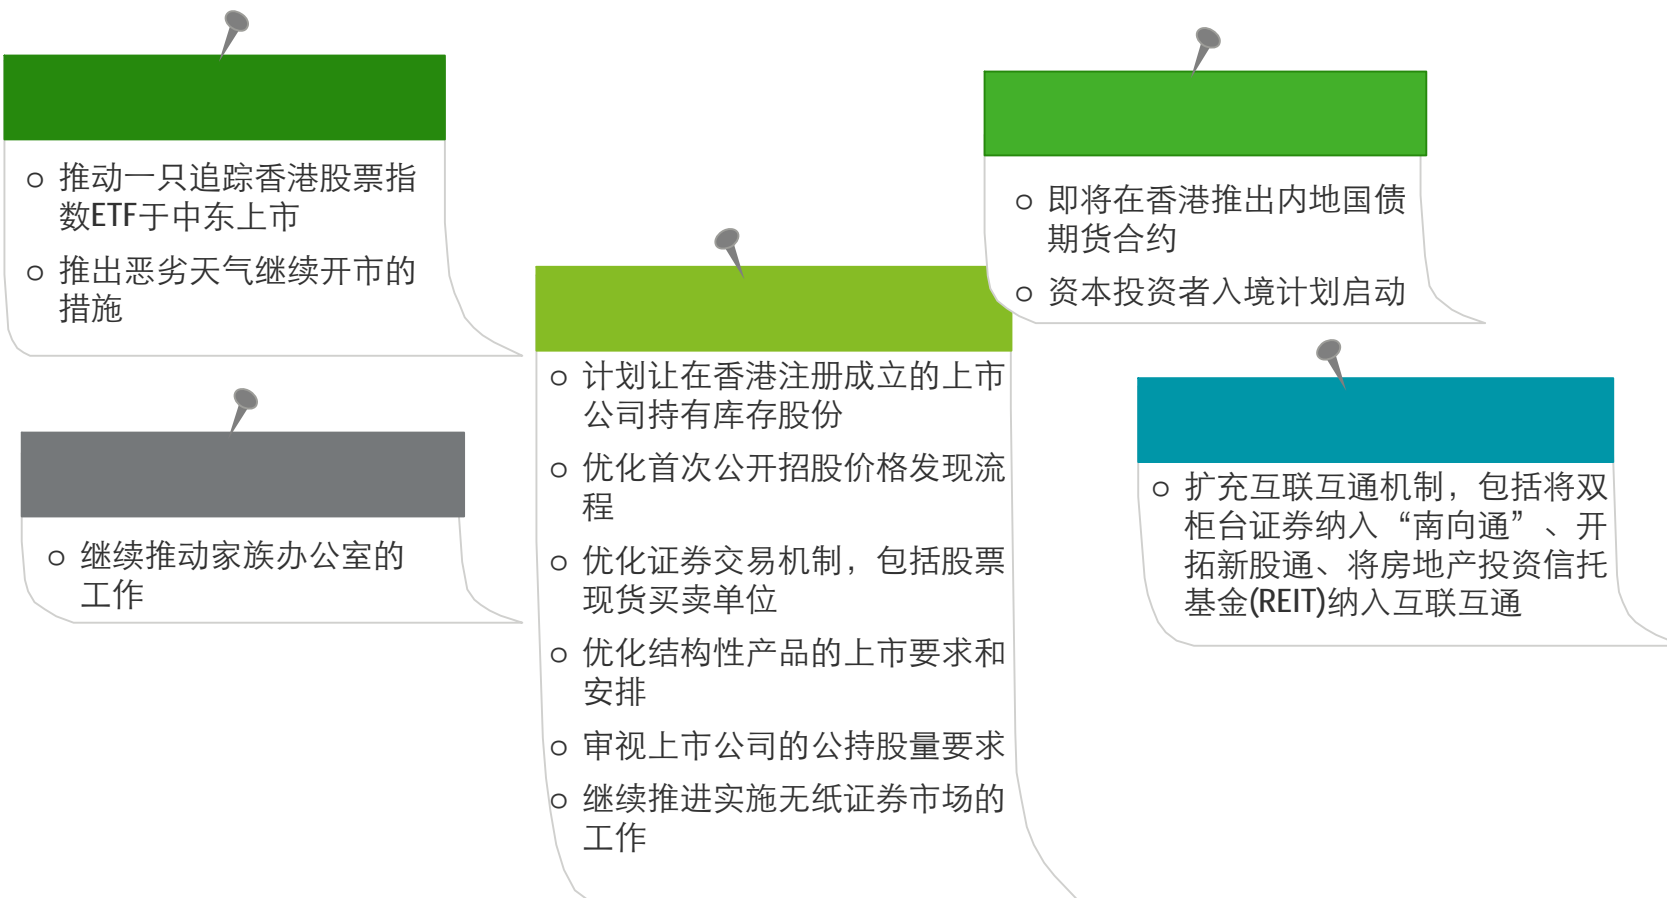 o 推动一只追踪香港股票指
数ETF于中东上市
o 推出恶劣天气继续开市的
措施
o 继续推动家族办公室的
工作
o 计划让在香港注册成立的上市
公司持有库存股份
o 优化首次公开招股价格发现流
程
o 优化证券交易机制，包括股票
现货买卖单位
o 优化结构性产品的上市要求和
安排
o 审视上市公司的公持股量要求
o 继续推进实施无纸证券市场的
工作
o 即将在香港推出内地国债
期货合约
o 资本投资者入境计划启动
o 扩充互联互通机制，包括将双
柜台证券纳入“南向通”、开
拓新股通、将房地产投资信托
基金(REIT)纳入互联互通